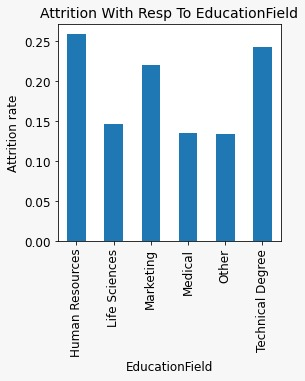 Attrition With Resp To EducationField
Attrition rate
0.25
0.20
0.15
0.10
0.05
0.00
Human Resources
Life Sciences
Marketing
Medical
Other
Technical Degree
EducationField